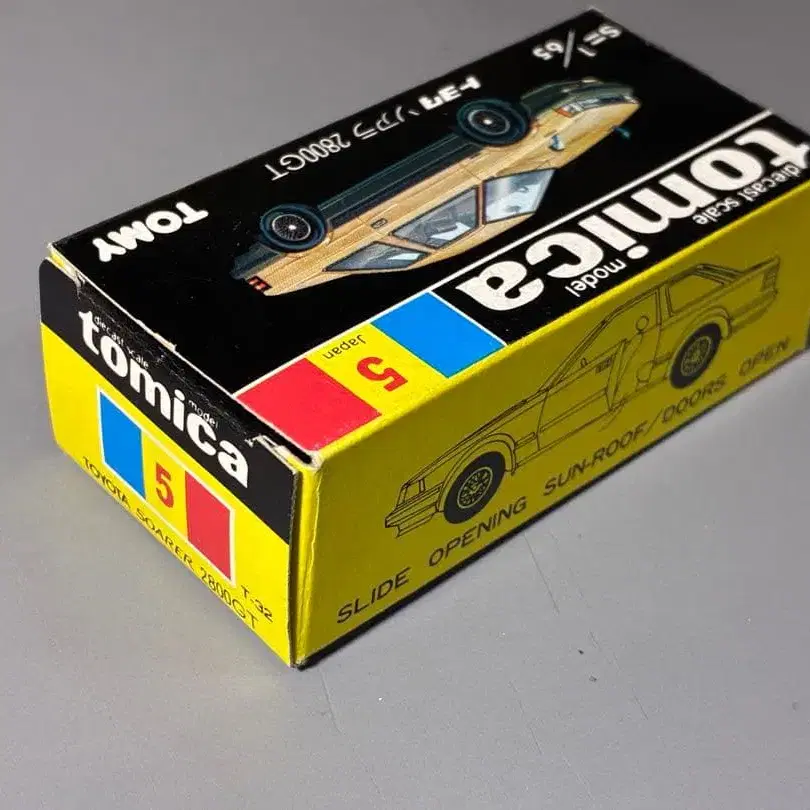 S=1/65
トヨタ ソアラ 2800GT
TOMY
diecast scale
tomica
model
5
Japan
diecast scale
tomica
model
5
T-32
TOYOTA SOARER 2800GT
SLIDE OPENING SUN-ROOF/DOORS OPEN